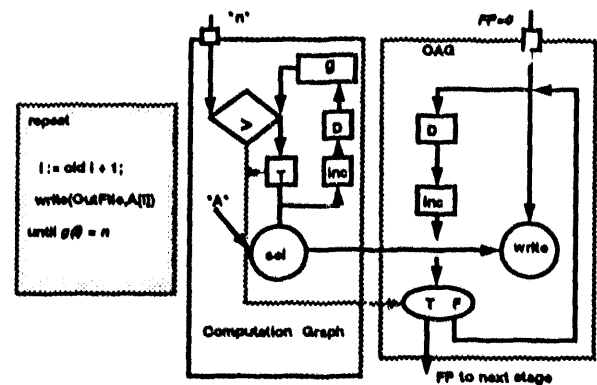 "n"
FP=0
OAG
g
>
D
repeat
D
T
Inc
i := old i + 1;
Inc
write(OutFile,A[i])
"A"
until g(i) = n
sel
write
T F
Computation Graph
FP to next stage